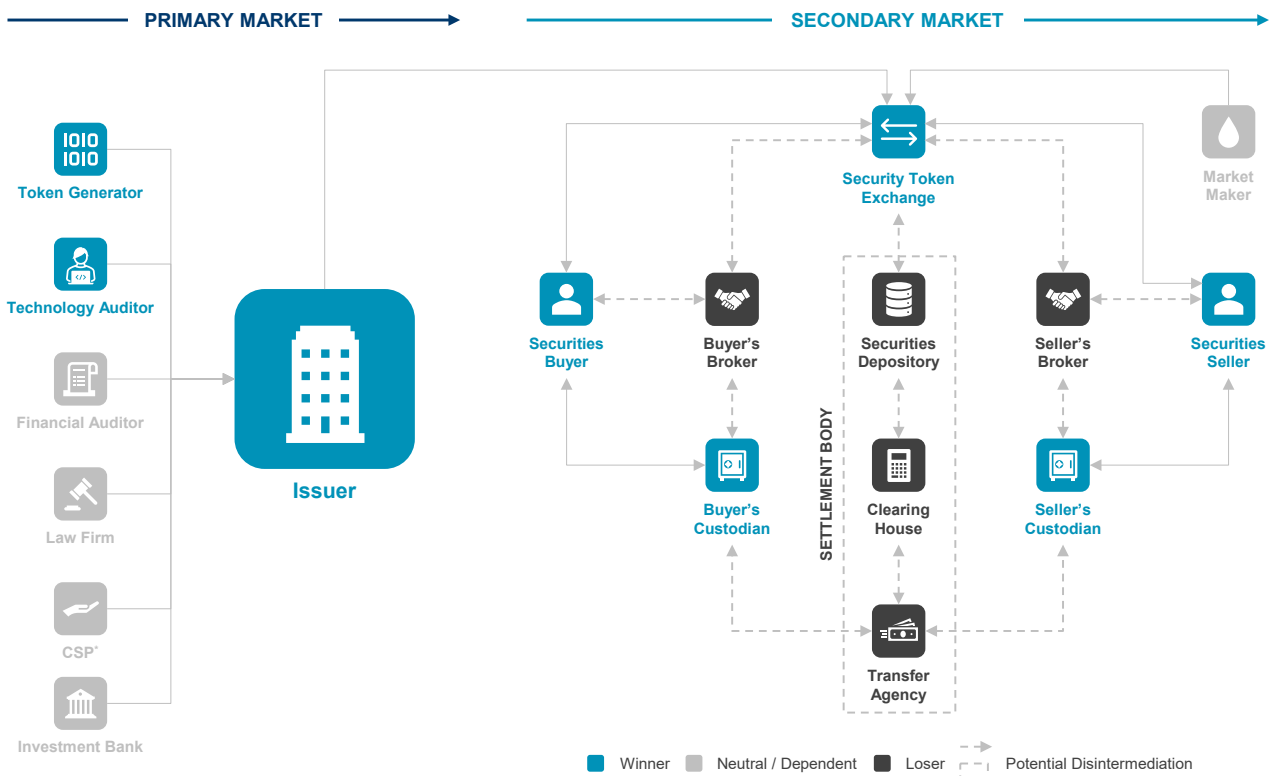 PRIMARY MARKET
SECONDARY MARKET
1010
1010
Token Generator
</>
Technology Auditor
Financial Auditor
Law Firm
CSP*
Investment Bank
Issuer
Security Token
Exchange
Market
Maker
Securities
Buyer
Buyer's
Broker
Securities
Depository
Seller's
Broker
Securities
Seller
SETTLEMENT BODY
Buyer's
Custodian
Clearing
House
Seller's
Custodian
Transfer
Agency
Winner
Neutral / Dependent
Loser
Potential Disintermediation